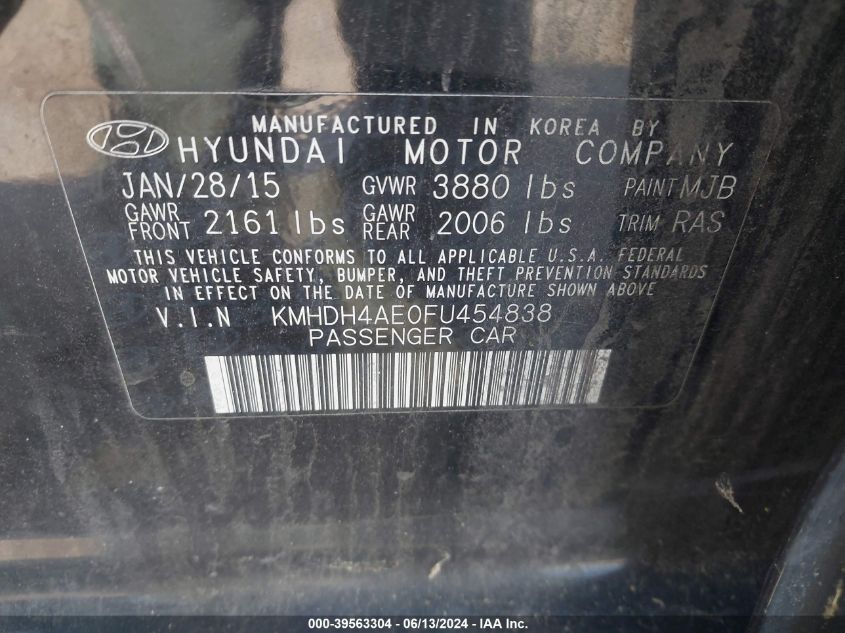 MANUFACTURED IN KOREA BY
HYUNDAI MOTOR COMPANY
JAN/28/15 GVWR 3880 lbs PAINT MJB
GAWR FRONT 2161 lbs GAWR REAR 2006 lbs TRIM RAS
THIS VEHICLE CONFORMS TO ALL APPLICABLE U.S.A. FEDERAL
MOTOR VEHICLE SAFETY, BUMPER, AND THEFT PREVENTION STANDARDS
IN EFFECT ON THE DATE OF MANUFACTURE SHOWN ABOVE
V.I.N KMHDH4AE0FU454838
PASSENGER CAR
000-39563304 - 06/13/2024 - IAA Inc.